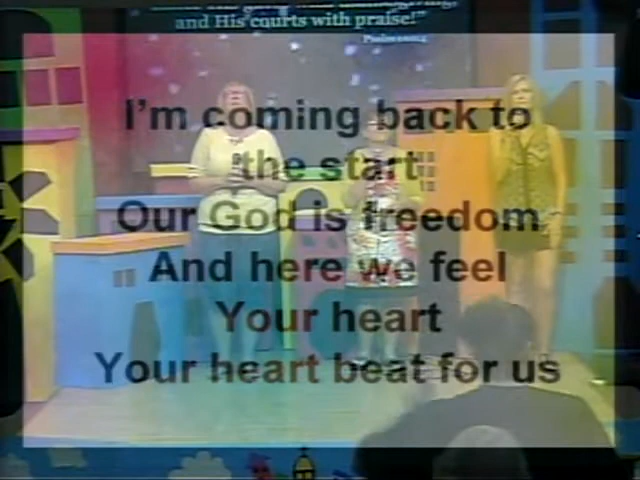 and His courts with praise!"
I'm coming back to
the start
Our God is freedom
And here we feel
Your heart
Your heart beat for us